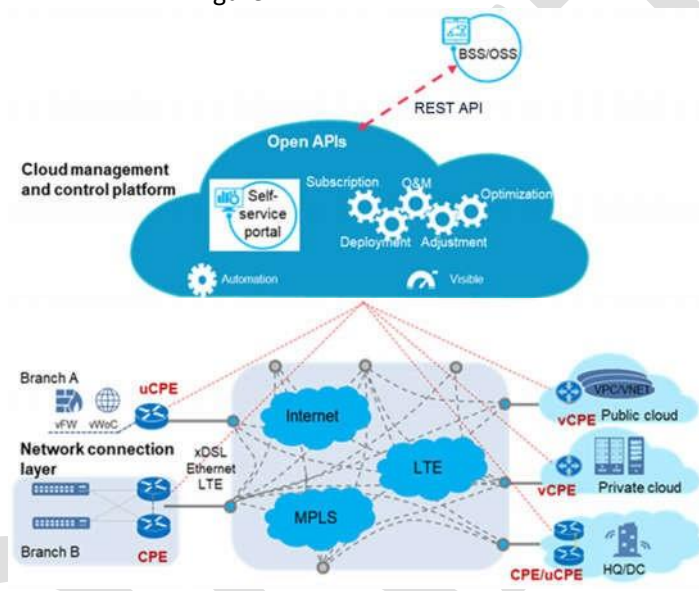 BSS/OSS
REST API
Open APIs
Cloud management
and control platform
Self-
service
portal
Subscription
O&M
Optimization
Deployment
Adjustment
Automation
Visible
Branch A
uCPE
vFW
vWoC
Network connection
layer
xDSL
Ethernet
LTE
Internet
LTE
MPLS
Branch B
CPE
VPC/VNET
vCPE
Public cloud
vCPE
Private cloud
CPE/uCPE
HQ/DC